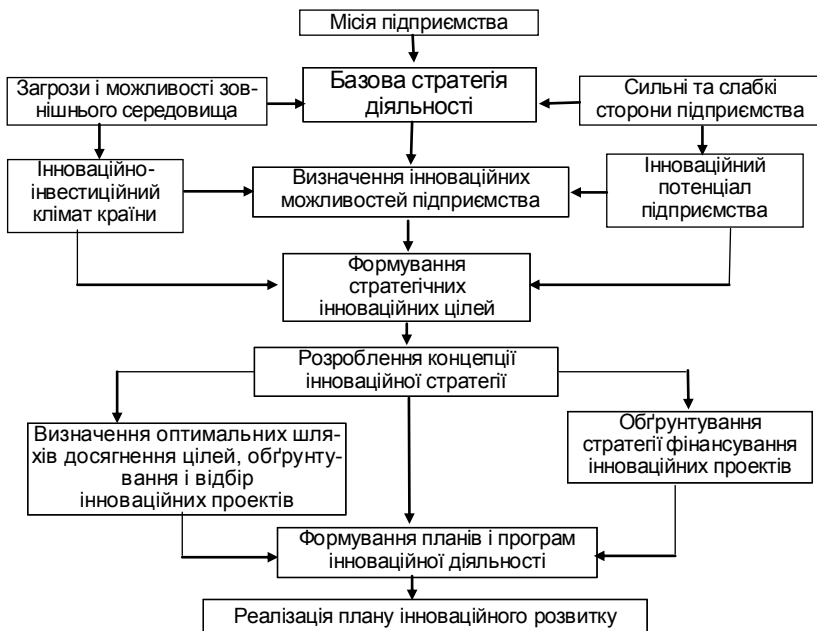 Місія підприємства
Загрози і можливості зов-
нішнього середовища
Базова стратегія
діяльності
Сильні та слабкі
сторони підприємства
Інноваційно-
інвестиційний
клімат країни
Визначення інноваційних
можливостей підприємства
Інноваційний
потенціал
підприємства
Формування
стратегічних
інноваційних цілей
Розроблення концепції
інноваційної стратегії
Визначення оптимальних шля-
хів досягнення цілей, обґрунту-
вання і відбір
інноваційних проектів
Обґрунтування
стратегії фінансування
інноваційних проектів
Формування планів і програм
інноваційної діяльності
Реалізація плану інноваційного розвитку